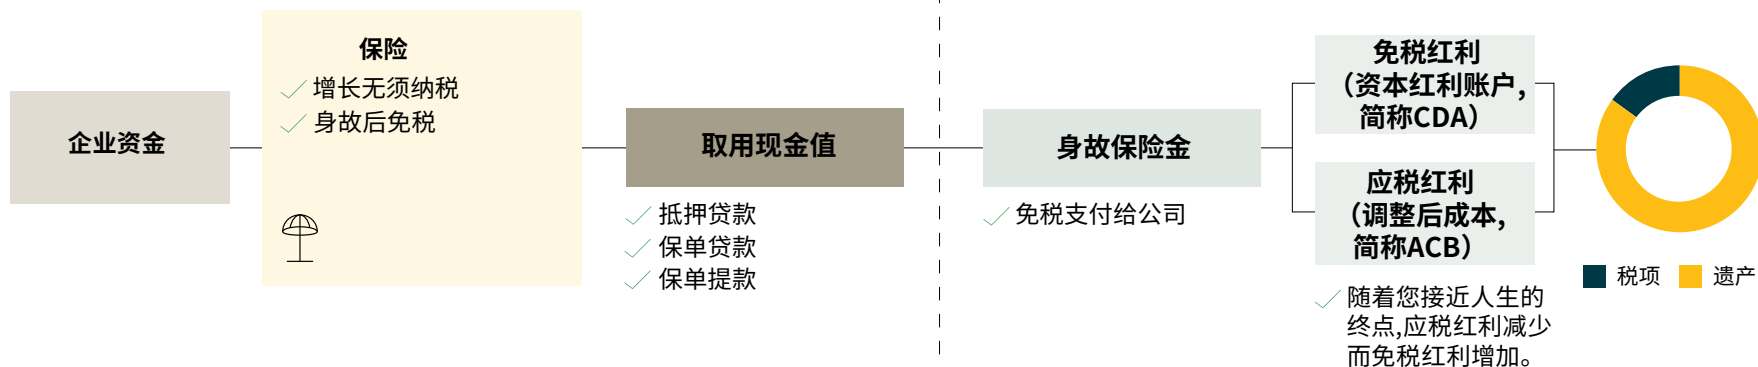 企业资金
保险
增长无须纳税
身故后免税
取用现金值
抵押贷款
保单贷款
保单提款
身故保险金
免税支付给公司
免税红利
（资本红利账户,
简称CDA）
应税红利
（调整后成本,
简称ACB）
随着您接近人生的
终点,应税红利减少
而免税红利增加。
税项 遗产